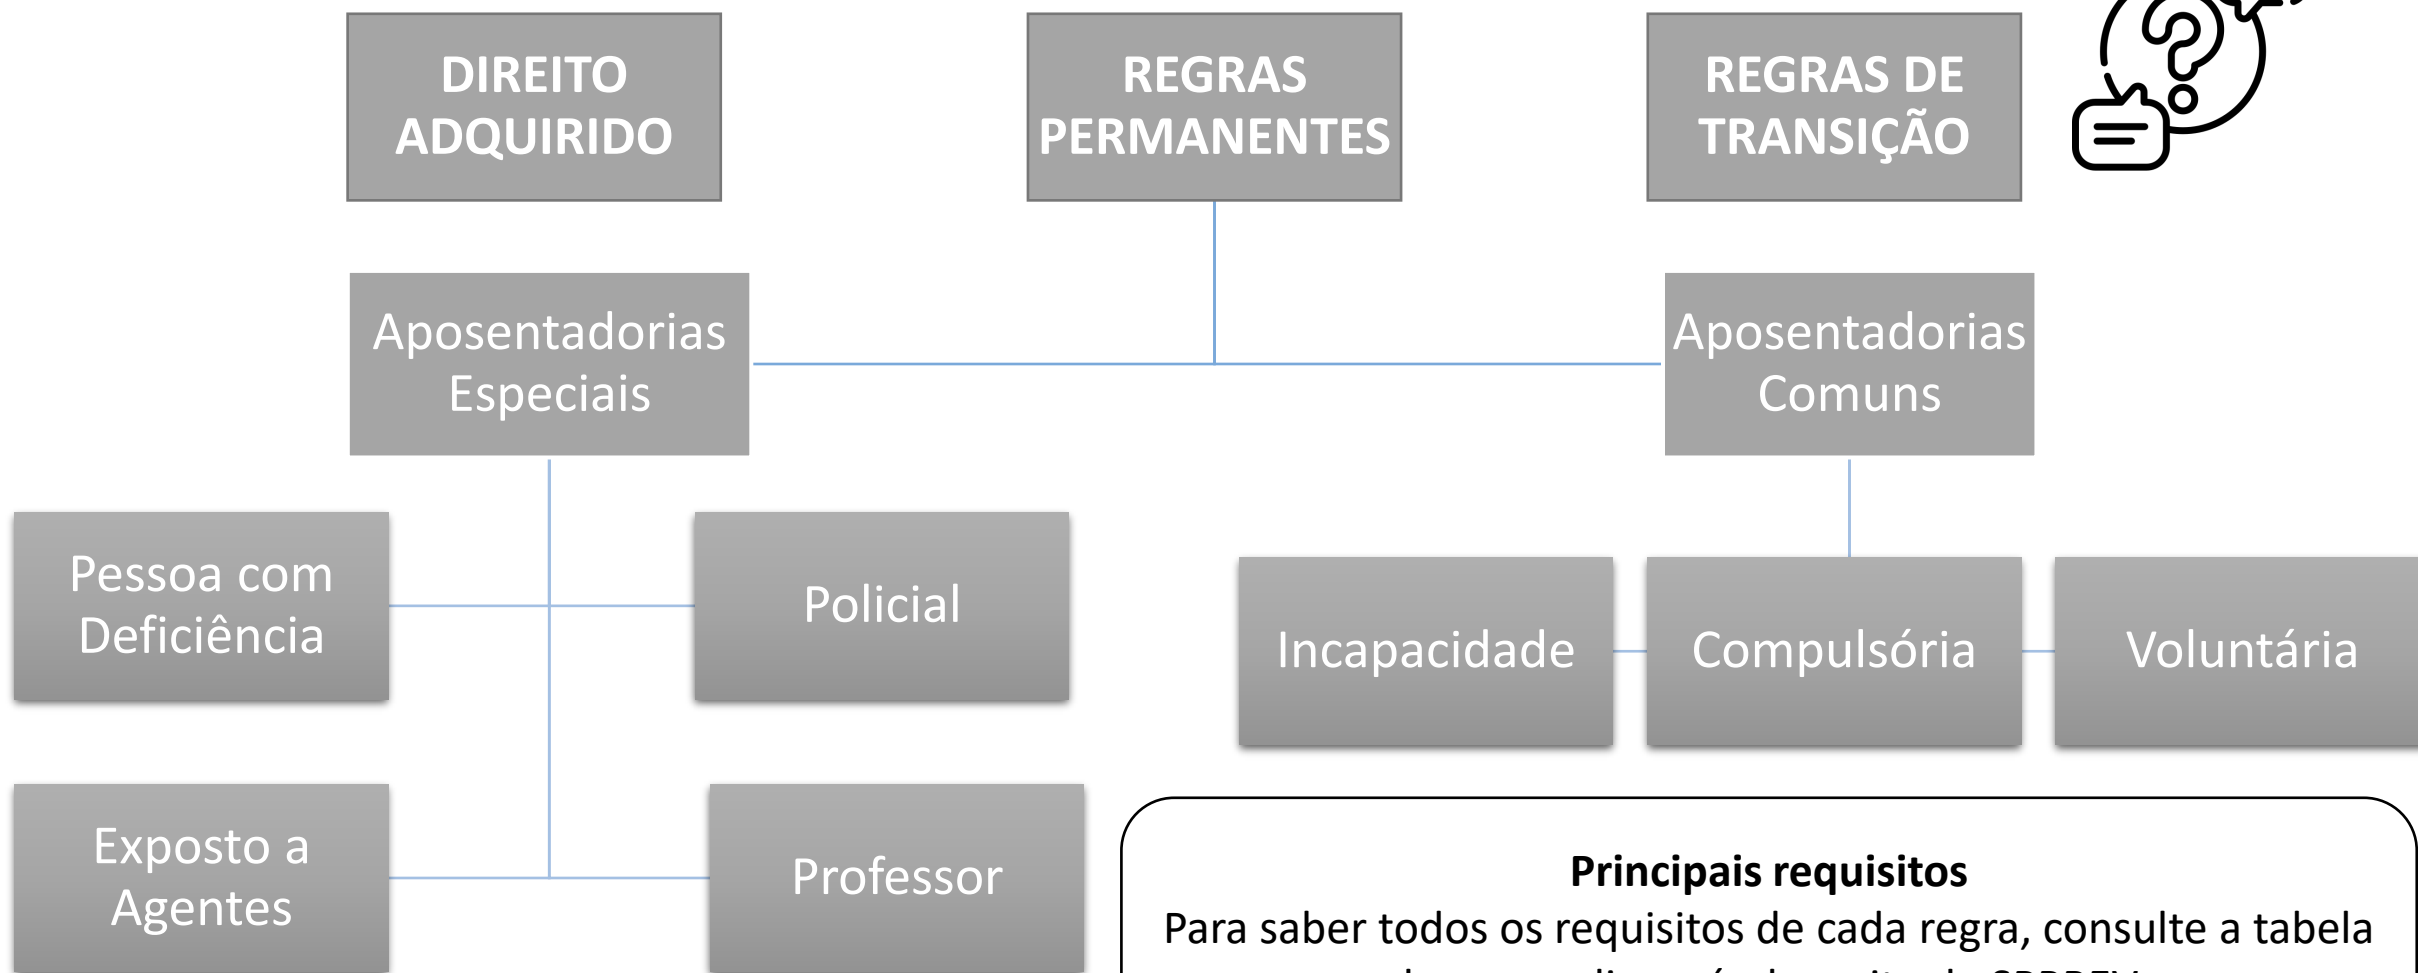 DIREITO
ADQUIRIDO
REGRAS
PERMANENTES
REGRAS DE
TRANSIÇÃO
Aposentadorias
Especiais
Aposentadorias
Comuns
Pessoa com
Deficiência
Policial
Incapacidade
Compulsória
Voluntária
Exposto a
Agentes
Professor
Principais requisitos
Para saber todos os requisitos de cada regra, consulte a tabela